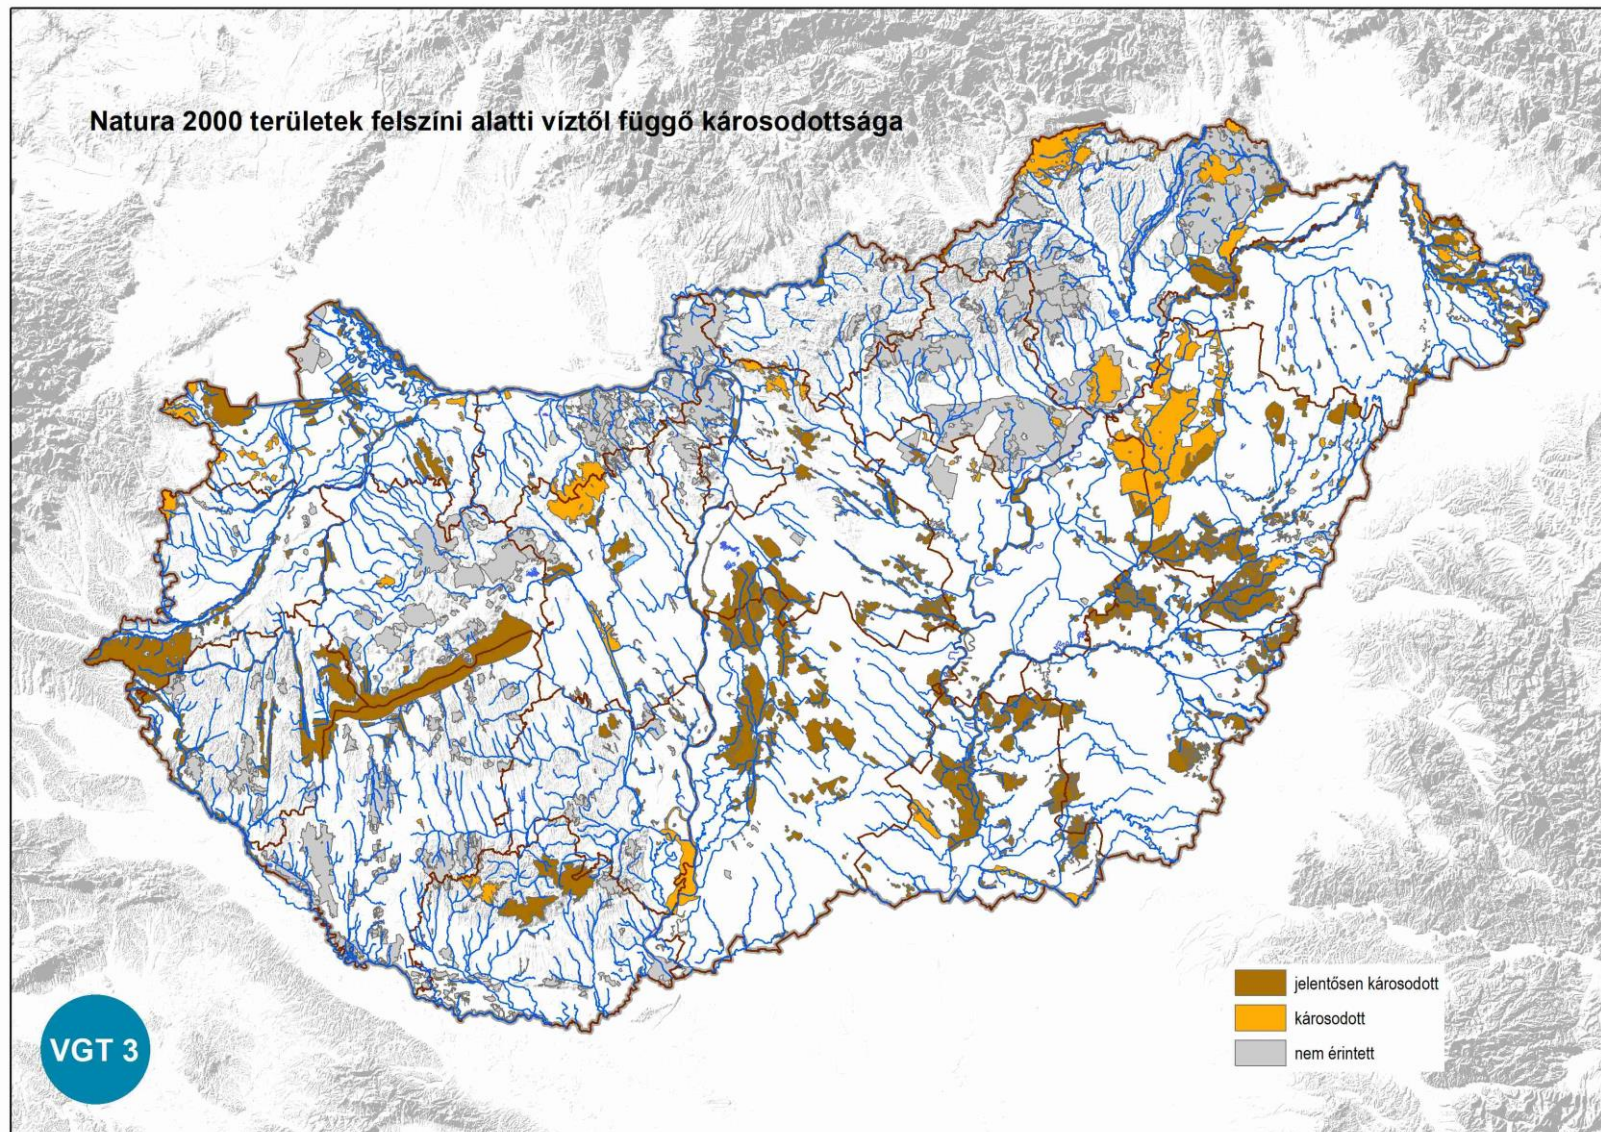 Natura 2000 területek felszíni alatti víztől függő károsodottsága
jelentősen károsodott
károsodott
nem érintett
VGT 3